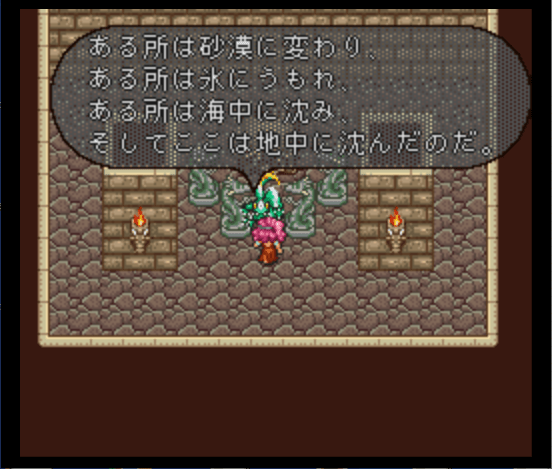 ある所は砂漠に変わり、
ある所は氷にうもれ、
ある所は海中に沈み、
そしてここは地中に沈んだのだ。